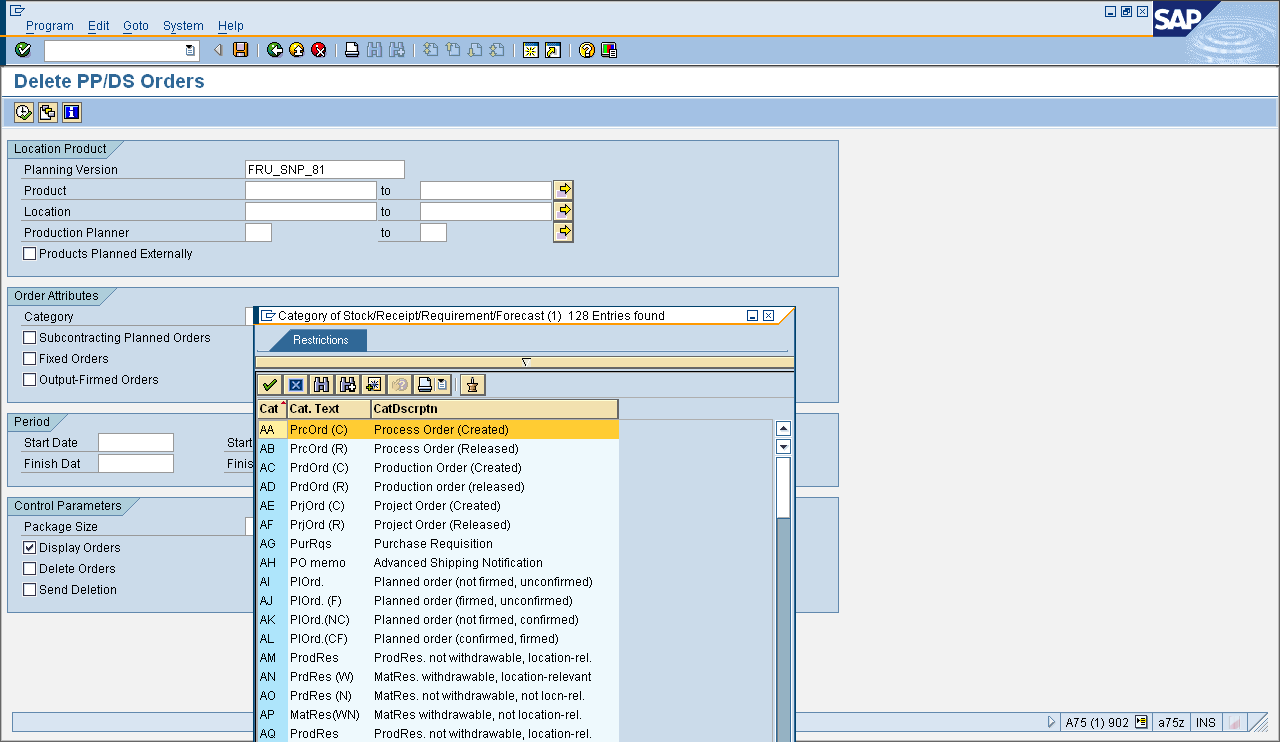 Program Edit Goto System Help
SAP
Delete PP/DS Orders
Location Product
Planning Version FRU_SNP_81
Product to
Location to
Production Planner to
Products Planned Externally
Order Attributes
Category
Subcontracting Planned Orders
Fixed Orders
Output-Firmed Orders
Period
Start Date Start
Finish Dat Finis
Control Parameters
Package Size
Display Orders
Delete Orders
Send Deletion
Category of Stock/Receipt/Requirement/Forecast (1) 128 Entries found
Restrictions
Cat Cat. Text CatDscrptn
AA PrcOrd (C) Process Order (Created)
AB PrcOrd (R) Process Order (Released)
AC PrdOrd (C) Production Order (Created)
AD PrdOrd (R) Production order (released)
AE PrjOrd (C) Project Order (Created)
AF PrjOrd (R) Project Order (Released)
AG PurRqs Purchase Requisition
AH PO memo Advanced Shipping Notification
AI PlOrd. Planned order (not firmed, unconfirmed)
AJ PlOrd. (F) Planned order (firmed, unconfirmed)
AK PlOrd.(NC) Planned order (not firmed, confirmed)
AL PlOrd.(CF) Planned order (confirmed, firmed)
AM ProdRes ProdRes. not withdrawable, location-rel.
AN PrdRes (W) MatRes. withdrawable, location-relevant
AO PrdRes (N) MatRes. not withdrawable, not locn-rel.
AP MatRes(WN) MatRes withdrawable, not location-rel.
AQ ProdRes ProdRes. not withdrawable, location-rel.
A75 (1) 902 a75z INS